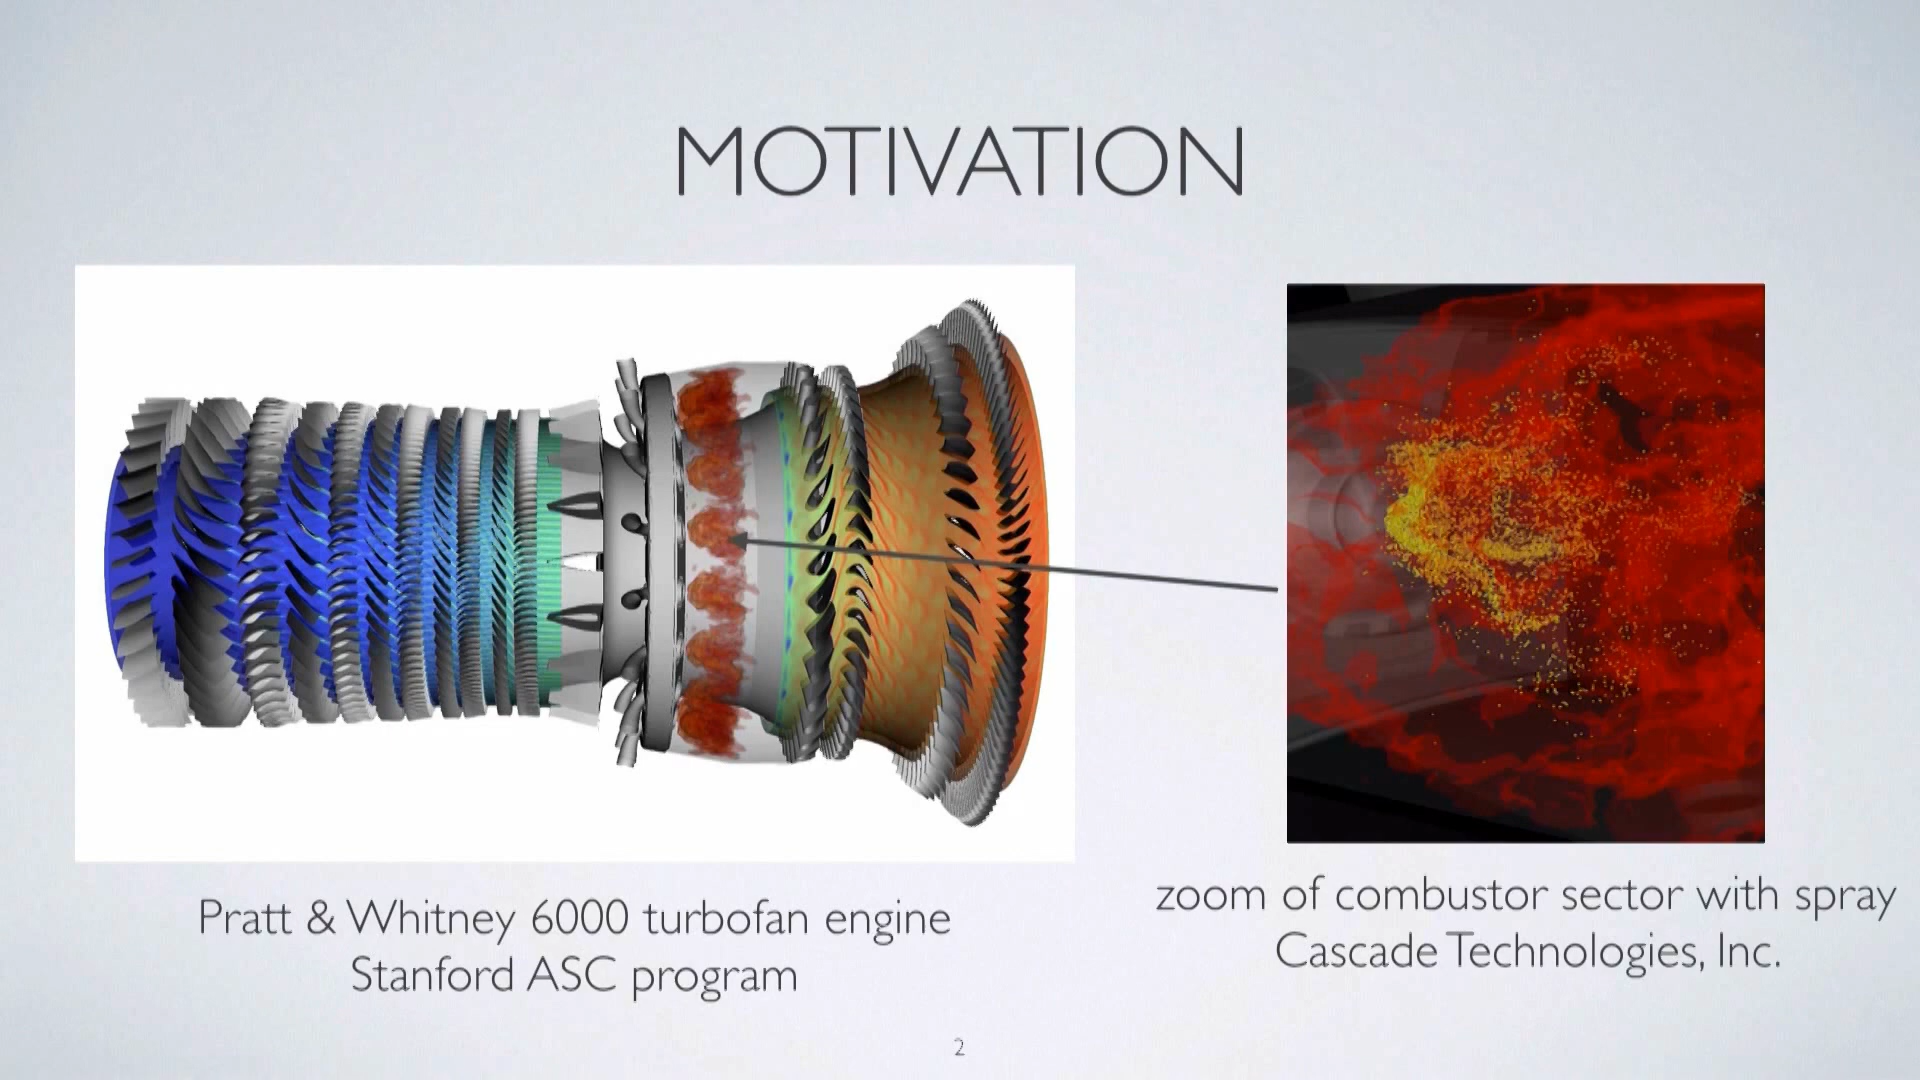 MOTIVATION
Pratt & Whitney 6000 turbofan engine
Stanford ASC program
zoom of combustor sector with spray
Cascade Technologies, Inc.
2